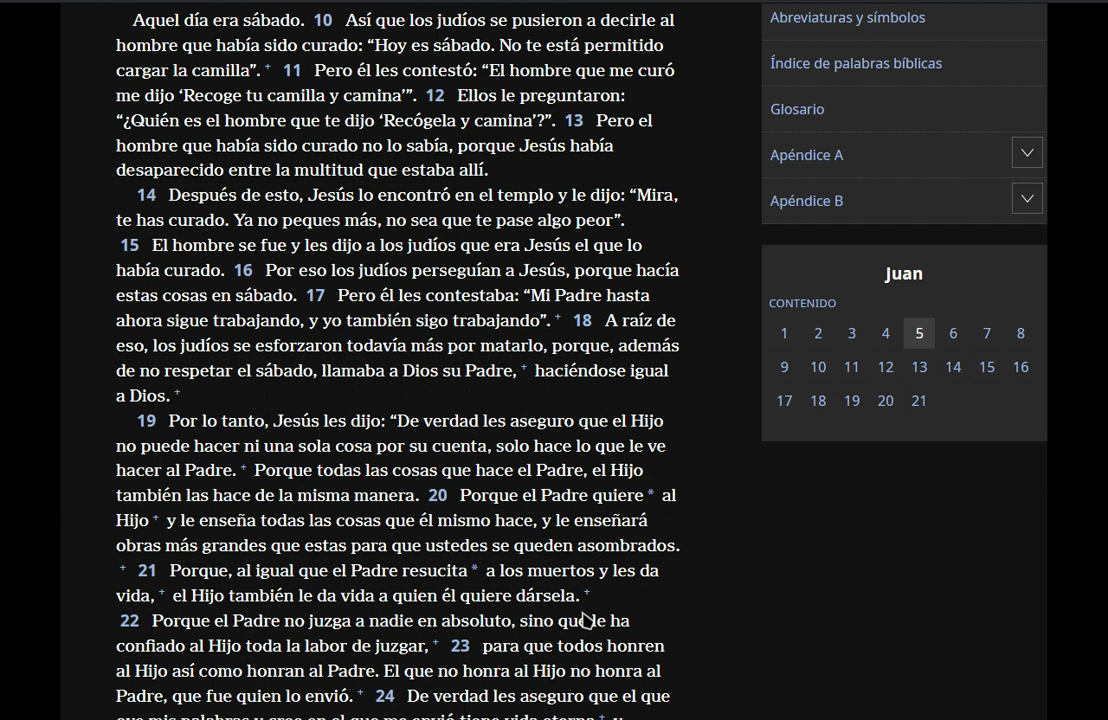 Aquel día era sábado. 10 Así que los judíos se pusieron a decirle al
hombre que había sido curado: “Hoy es sábado. No te está permitido
cargar la camilla”. + 11 Pero él les contestó: “El hombre que me curó
me dijo ‘Recoge tu camilla y camina’”. 12 Ellos le preguntaron:
“¿Quién es el hombre que te dijo ‘Recógela y camina’?”. 13 Pero el
hombre que había sido curado no lo sabía, porque Jesús había
desaparecido entre la multitud que estaba allí.
14 Después de esto, Jesús lo encontró en el templo y le dijo: “Mira,
te has curado. Ya no peques más, no sea que te pase algo peor”.
15 El hombre se fue y les dijo a los judíos que era Jesús el que lo
había curado. 16 Por eso los judíos perseguían a Jesús, porque hacía
estas cosas en sábado. 17 Pero él les contestaba: “Mi Padre hasta
ahora sigue trabajando, y yo también sigo trabajando”. + 18 A raíz de
eso, los judíos se esforzaron todavía más por matarlo, porque, además
de no respetar el sábado, llamaba a Dios su Padre, + haciéndose igual
a Dios. +
19 Por lo tanto, Jesús les dijo: “De verdad les aseguro que el Hijo
no puede hacer ni una sola cosa por su cuenta, solo hace lo que le ve
hacer al Padre. + Porque todas las cosas que hace el Padre, el Hijo
también las hace de la misma manera. 20 Porque el Padre quiere * al
Hijo + y le enseña todas las cosas que él mismo hace, y le enseñará
obras más grandes que estas para que ustedes se queden asombrados.
+ 21 Porque, al igual que el Padre resucita * a los muertos y les da
vida, + el Hijo también le da vida a quien él quiere dársela. +
22 Porque el Padre no juzga a nadie en absoluto, sino que le ha
confiado al Hijo toda la labor de juzgar, + 23 para que todos honren
al Hijo así como honran al Padre. El que no honra al Hijo no honra al
Padre, que fue quien lo envió. + 24 De verdad les aseguro que el que
oye mis palabras y cree en el que me envió tiene vida eterna + y
Abreviaturas y símbolos
Índice de palabras bíblicas
Glosario
Apéndice A
Apéndice B
Juan
CONTENIDO
1 2 3 4 5 6 7 8
9 10 11 12 13 14 15 16
17 18 19 20 21